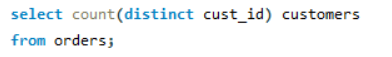 select count(distinct cust_id) customers
from orders;